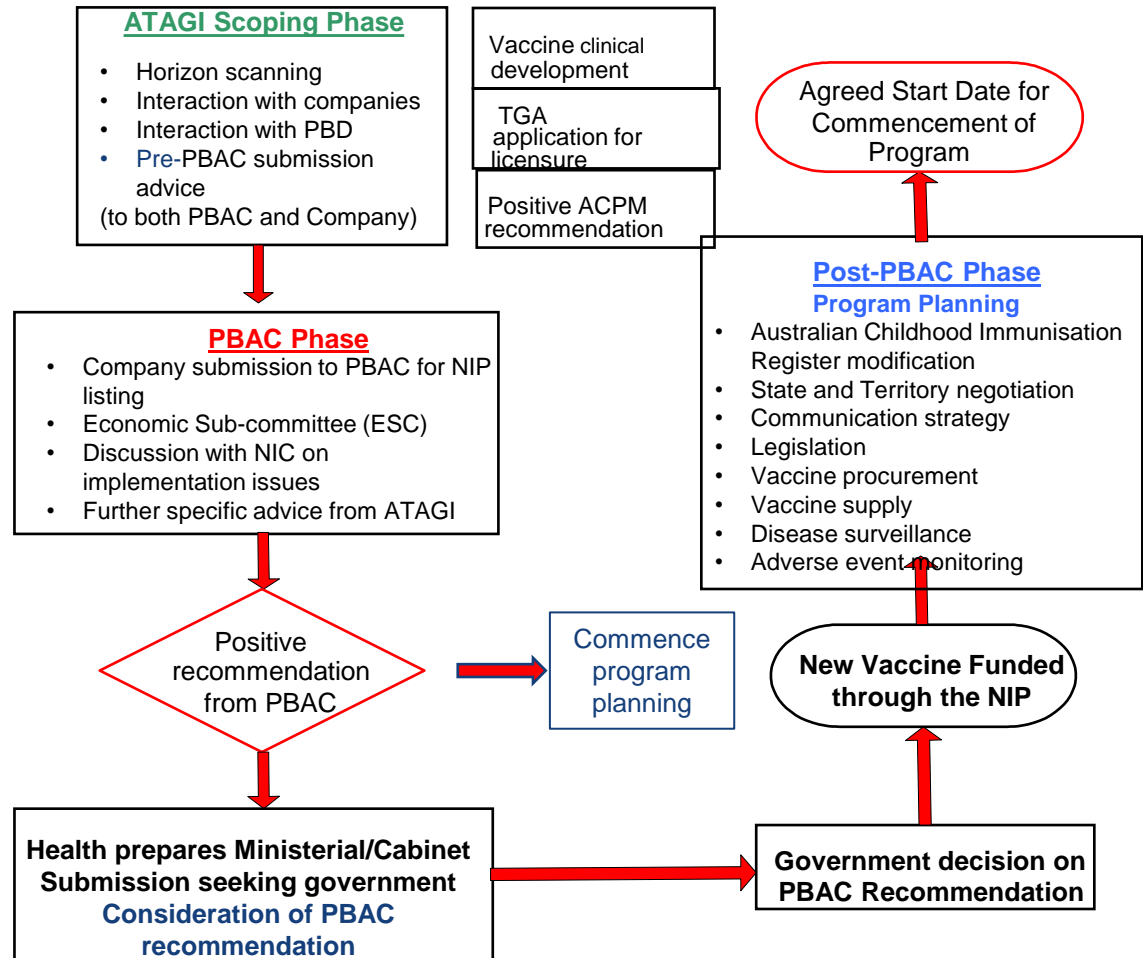 ATAGI Scoping Phase
• Horizon scanning
• Interaction with companies
• Interaction with PBD
• Pre-PBAC submission
advice
(to both PBAC and Company)
Vaccine clinical
development
TGA
application for
licensure
Positive ACPM
recommendation
Agreed Start Date for
Commencement of
Program
PBAC Phase
• Company submission to PBAC for NIP
listing
• Economic Sub-committee (ESC)
• Discussion with NIC on
implementation issues
• Further specific advice from ATAGI
Post-PBAC Phase
Program Planning
• Australian Childhood Immunisation
Register modification
• State and Territory negotiation
• Communication strategy
• Legislation
• Vaccine procurement
• Vaccine supply
• Disease surveillance
• Adverse event monitoring
Positive
recommendation
from PBAC
Commence
program
planning
New Vaccine Funded
through the NIP
Health prepares Ministerial/Cabinet
Submission seeking government
Consideration of PBAC
recommendation
Government decision on
PBAC Recommendation